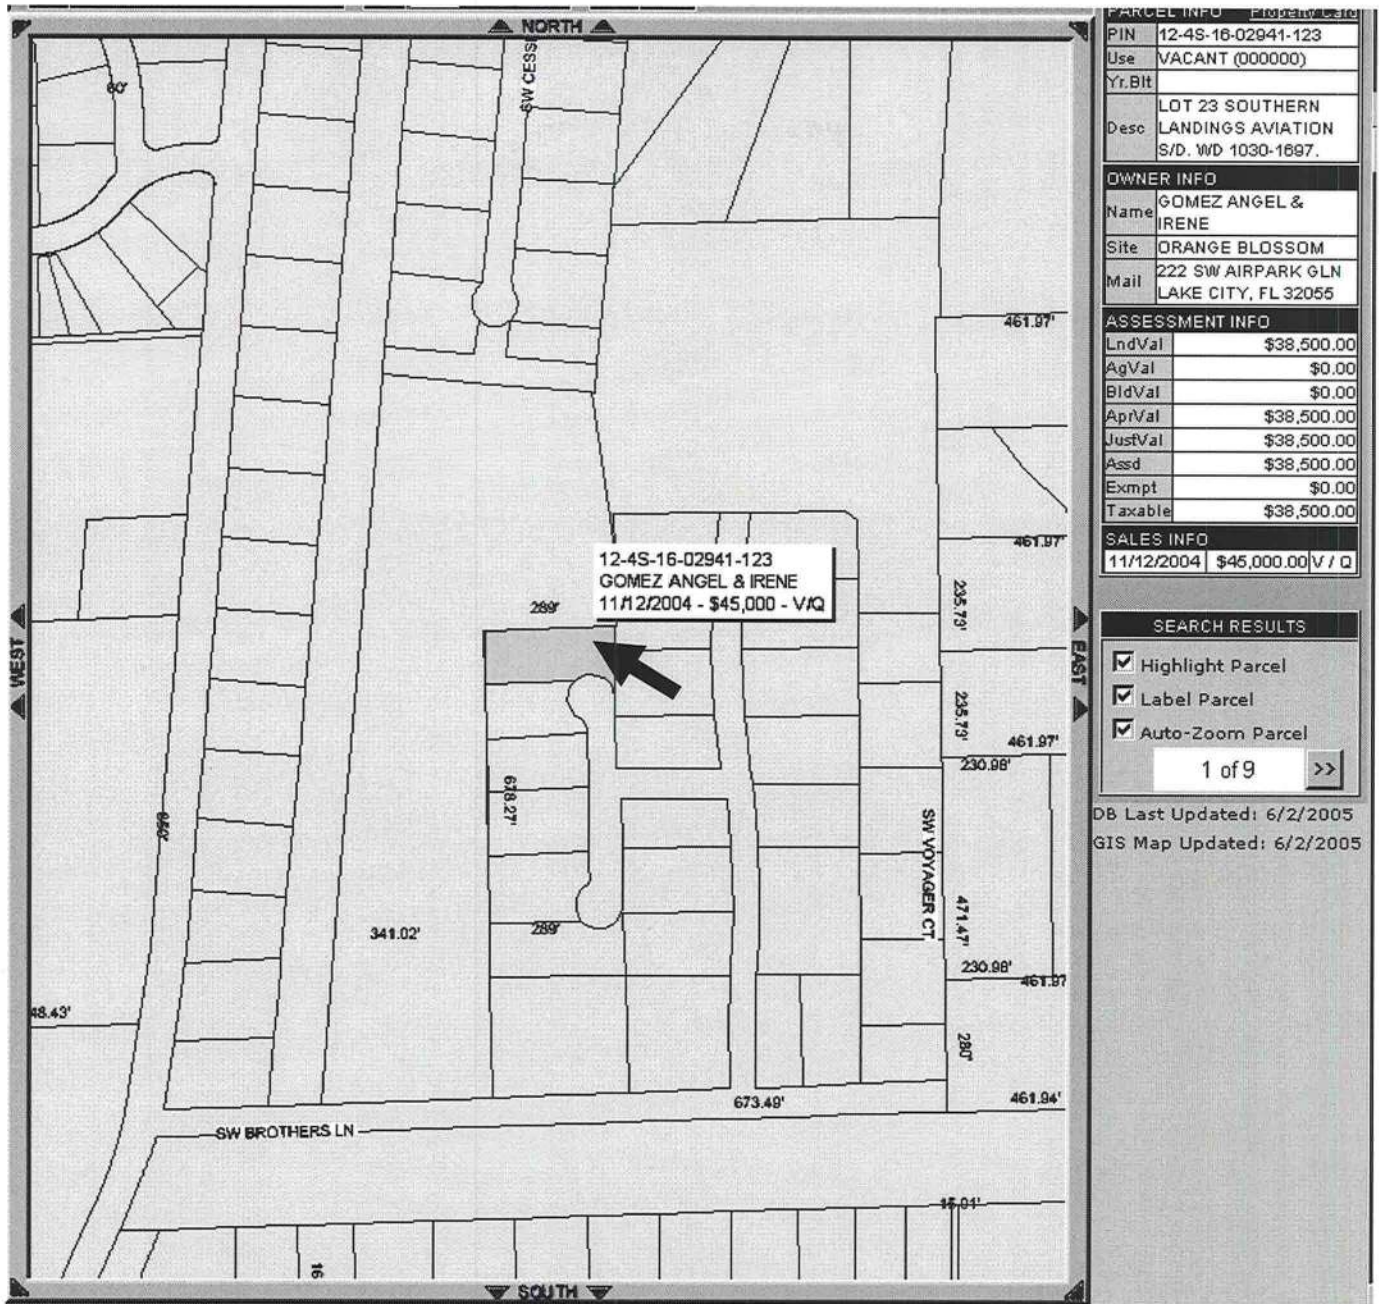 NORTH
SW CESS
60'
461.97'
461.97'
12-4S-16-02941-123
GOMEZ ANGEL & IRENE
11/12/2004 - $45,000 - V/Q
289'
235.73'
WEST
EAST
235.73'
461.97'
230.98'
678.27'
SW VOYAGER CT
471.47'
341.02'
289'
230.98'
461.97
48.43'
280'
673.49'
461.94'
SW BROTHERS LN
15.01'
16
SOUTH
PARCEL INFO Property Card
PIN 12-4S-16-02941-123
Use VACANT (000000)
Yr.Blt
Desc LOT 23 SOUTHERN
LANDINGS AVIATION
S/D. WD 1030-1697.
OWNER INFO
Name GOMEZ ANGEL &
IRENE
Site ORANGE BLOSSOM
Mail 222 SW AIRPARK GLN
LAKE CITY, FL 32055
ASSESSMENT INFO
LndVal $38,500.00
AgVal $0.00
BldVal $0.00
AprVal $38,500.00
JustVal $38,500.00
Assd $38,500.00
Exmpt $0.00
Taxable $38,500.00
SALES INFO
11/12/2004 $45,000.00 V / Q
SEARCH RESULTS
Highlight Parcel
Label Parcel
Auto-Zoom Parcel
1 of 9 >>
DB Last Updated: 6/2/2005
GIS Map Updated: 6/2/2005